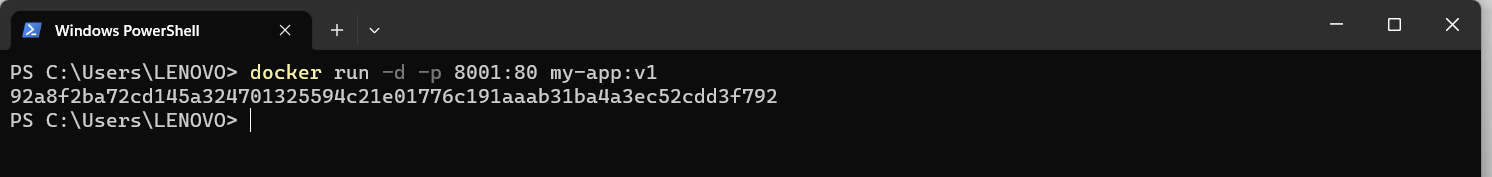 Windows PowerShell
PS C:\Users\LENOVO> docker run -d -p 8001:80 my-app:v1
92a8f2ba72cd145a324701325594c21e01776c191aaab31ba4a3ec52cdd3f792
PS C:\Users\LENOVO>